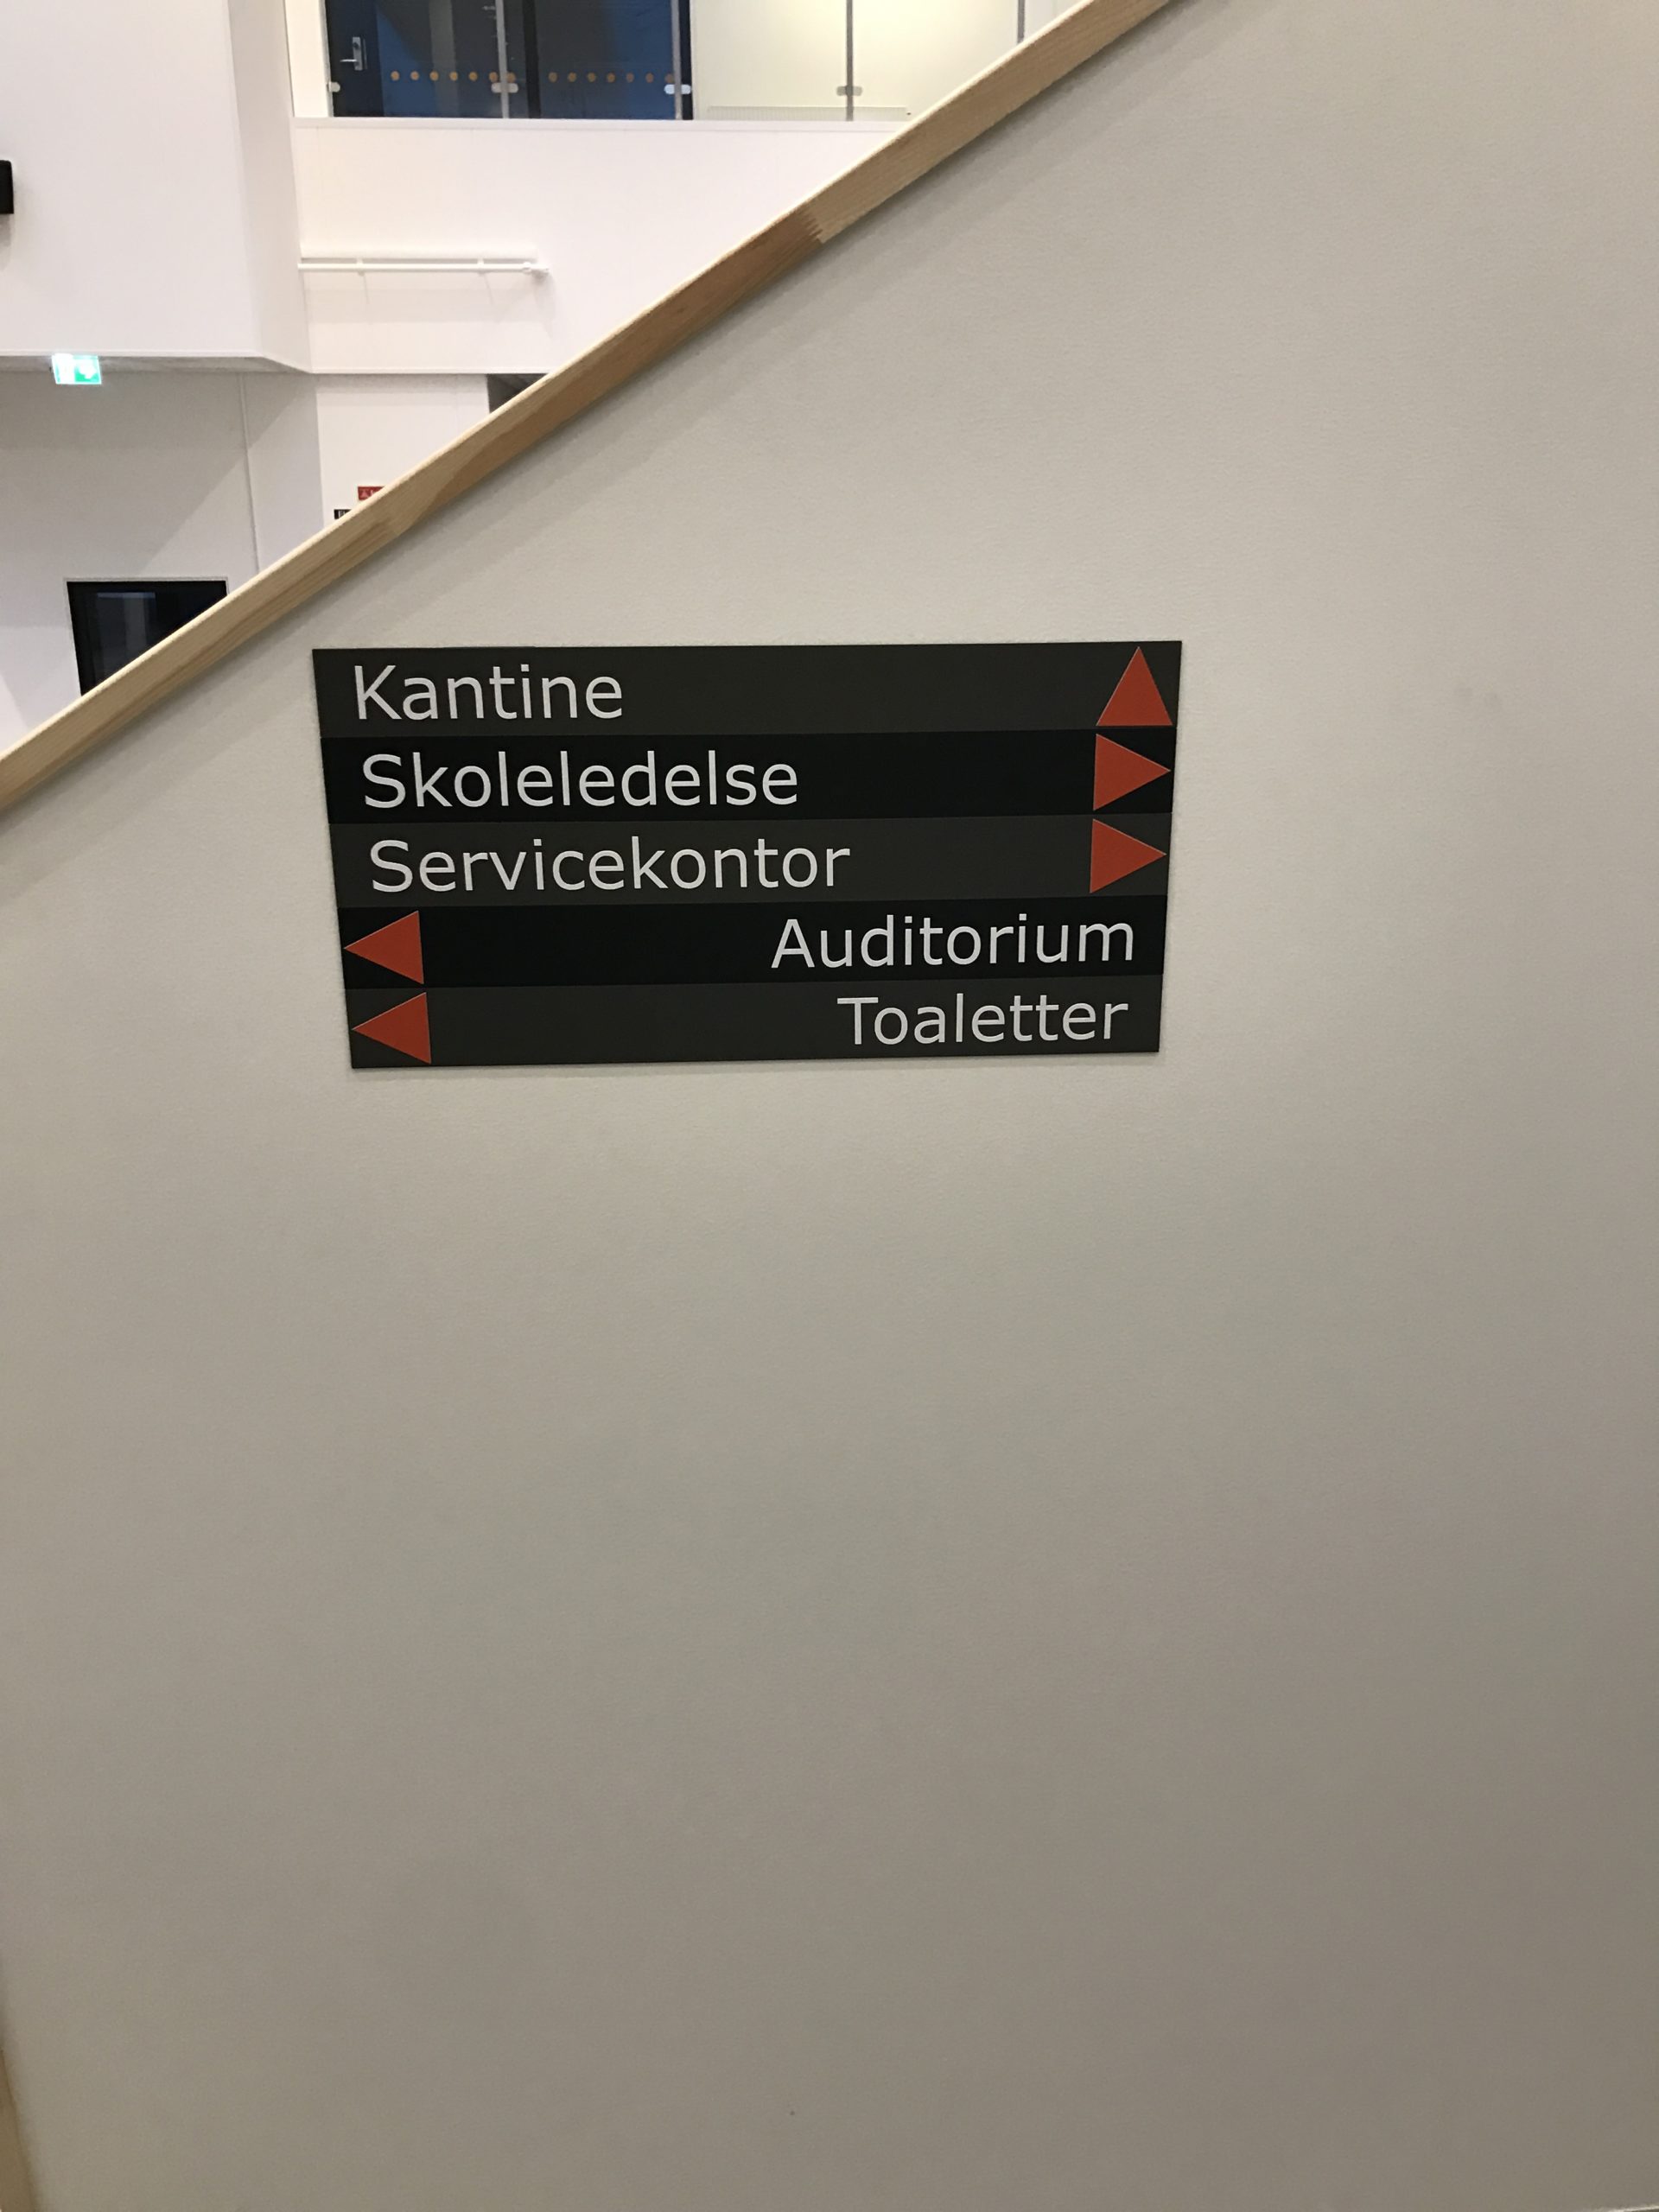 Kantine
Skoleledelse
Servicekontor
Auditorium
Toaletter